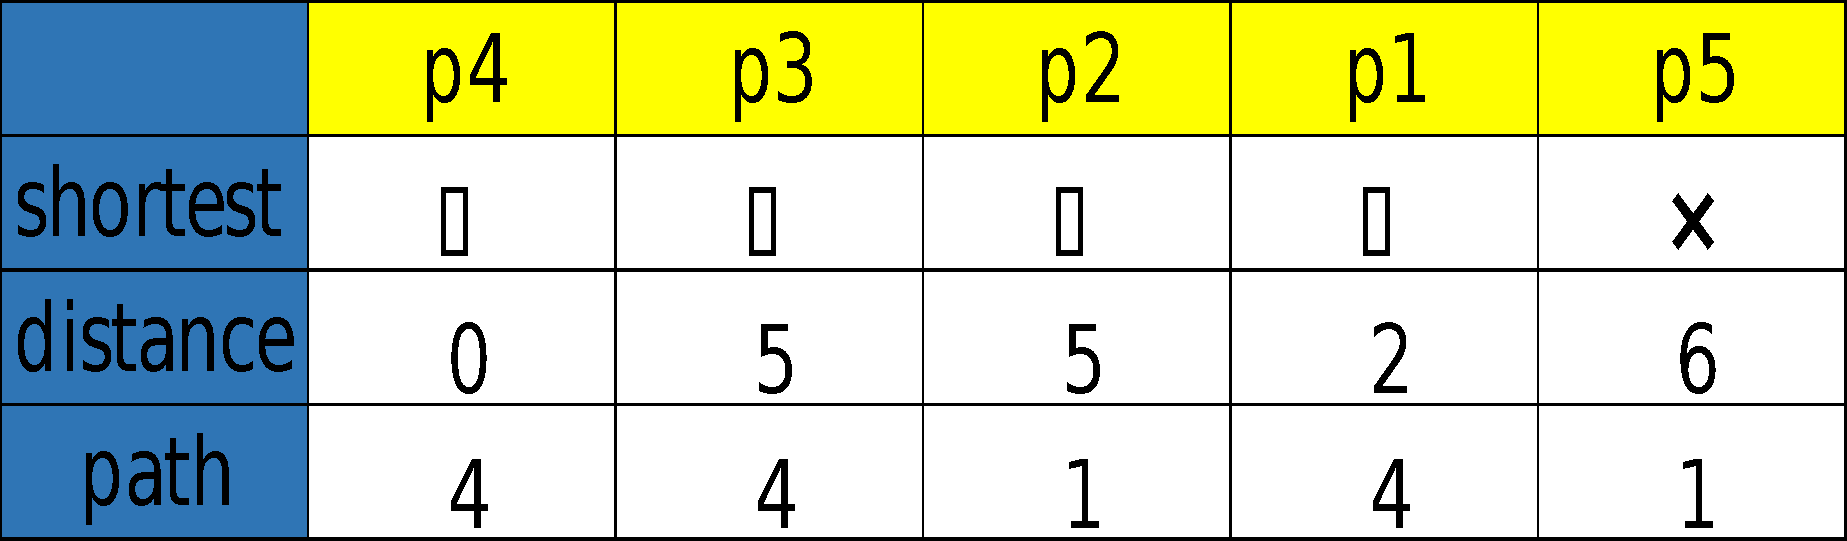 p4 p3 p2 p1 p5
shortest ▯ ▯ ▯ ▯ ×
distance 0 5 5 2 6
path 4 4 1 4 1